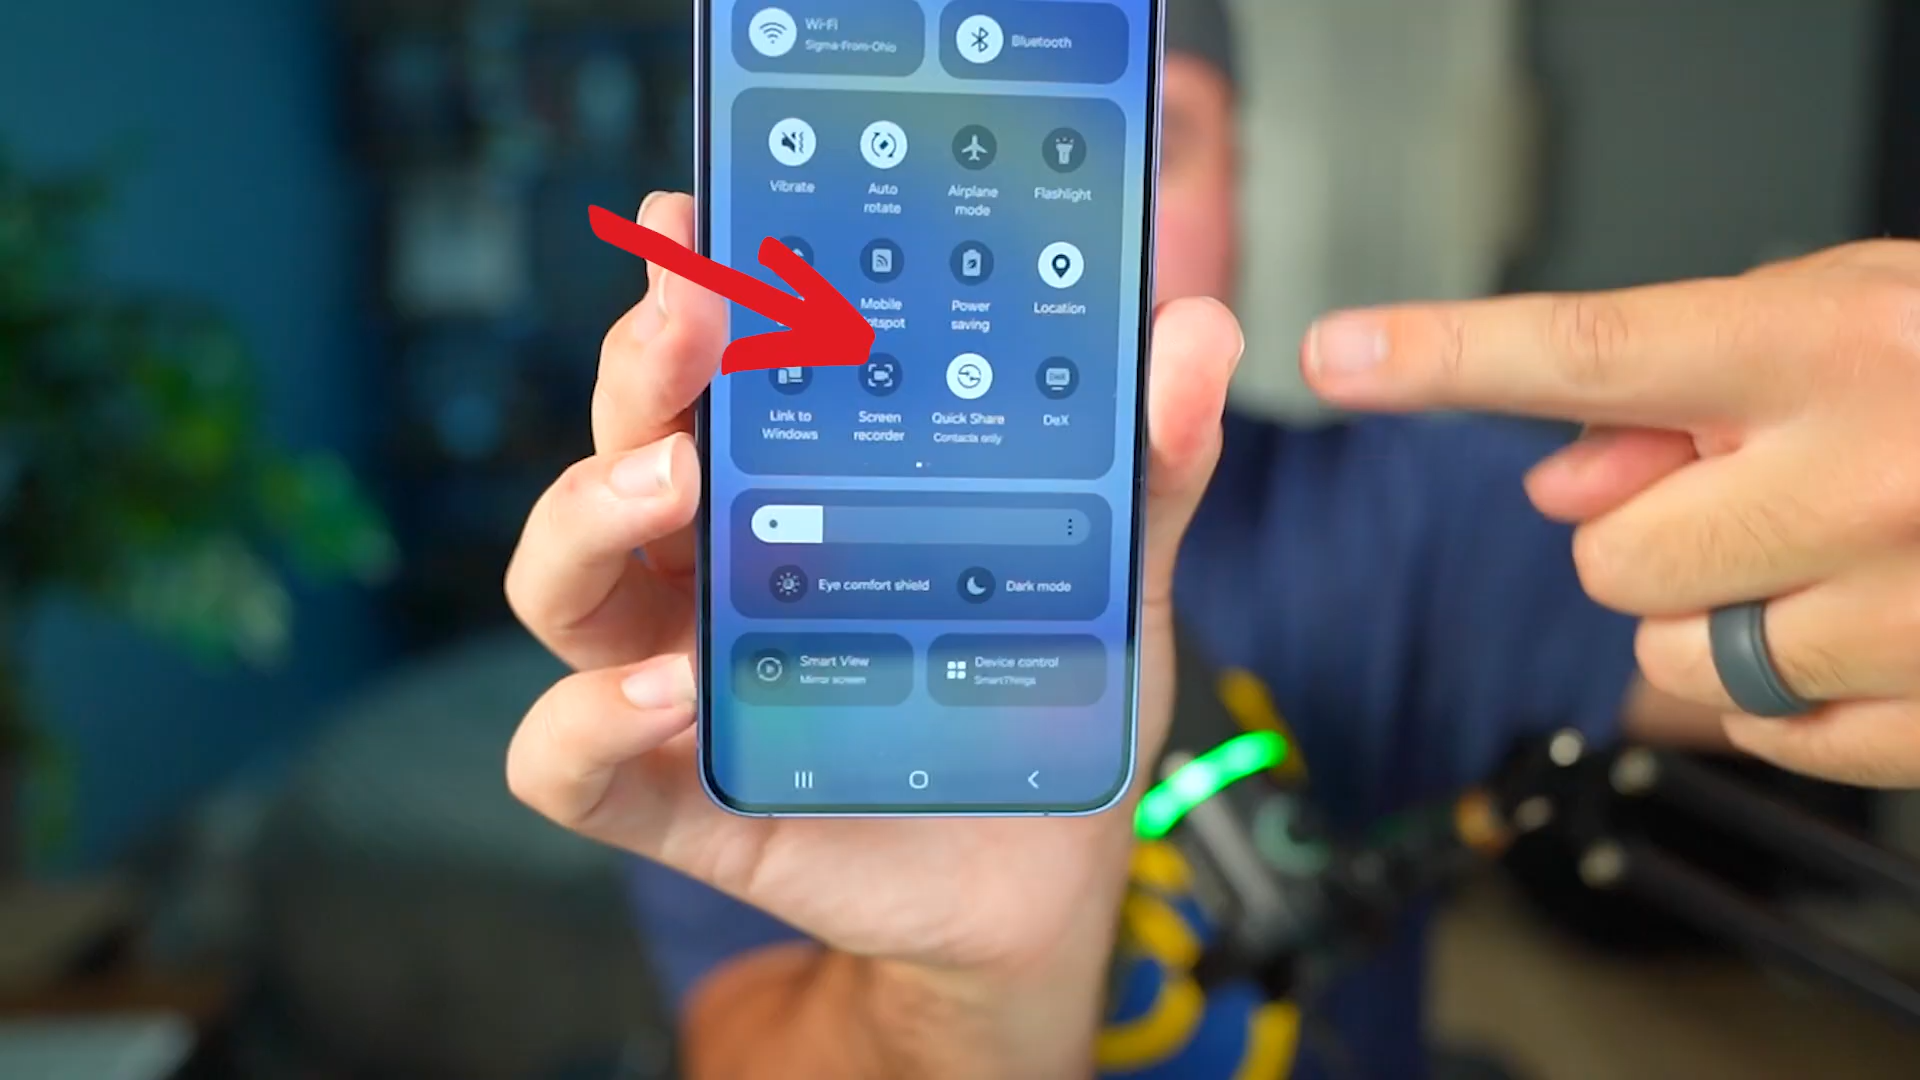 Wi-Fi
Sigma-From-Ohio
Bluetooth
Vibrate
Auto
rotate
Airplane
mode
Flashlight
Mobile
otspot
Power
saving
Location
Link to
Windows
Screen
recorder
Quick Share
Contacts only
DeX
DeX
Eye comfort shield
Dark mode
Smart View
Mirror screen
Device control
SmartThings